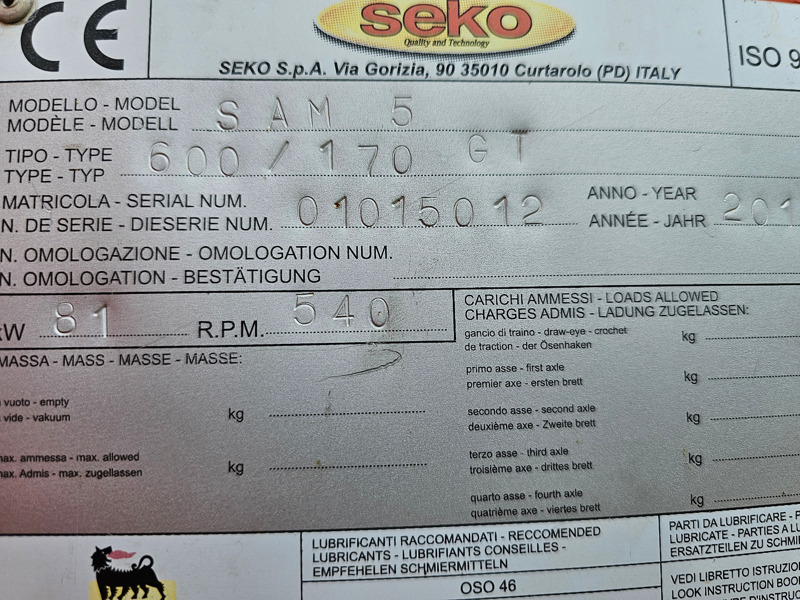 CE
seko
Quality and Technology
SEKO S.p.A. Via Gorizia, 90 35010 Curtarolo (PD) ITALY
ISO 9
MODELLO - MODEL
MODÈLE - MODELL
SAM 5
TIPO - TYPE
TYPE - TYP
600/170 GT
MATRICOLA - SERIAL NUM.
N. DE SERIE - DIESERIE NUM.
01015012
ANNO - YEAR
ANNÉE - JAHR
201
N. OMOLOGAZIONE - OMOLOGATION NUM.
N. OMOLOGATION - BESTÄTIGUNG
kW 81 R.P.M. 540
CARICHI AMMESSI - LOADS ALLOWED
CHARGES ADMIS - LADUNG ZUGELASSEN:
gancio di traino - draw-eye - crochet
de traction - der Ösenhaken
kg
primo asse - first axle
premier axe - ersten brett
kg
secondo asse - second axle
deuxième axe - Zweite brett
kg
terzo asse - third axle
troisième axe - drittes brett
kg
quarto asse - fourth axle
quatrième axe - viertes brett
kg
MASSA - MASS - MASSE - MASSE:
vuoto - empty
vide - vakuum
kg
max. ammessa - max. allowed
max. Admis - max. zugellassen
kg
LUBRIFICANTI RACCOMANDATI - RECCOMENDED
LUBRICANTS - LUBRIFIANTS CONSEILLES -
EMPFEHELEN SCHMIERMITTELN
OSO 46
PARTI DA LUBRIFICARE - P
LUBRICATE - PARTIES A LU
ERSATZTEILEN ZU SCHMIE
VEDI LIBRETTO ISTRUZIO
LOOK INSTRUCTION BOO